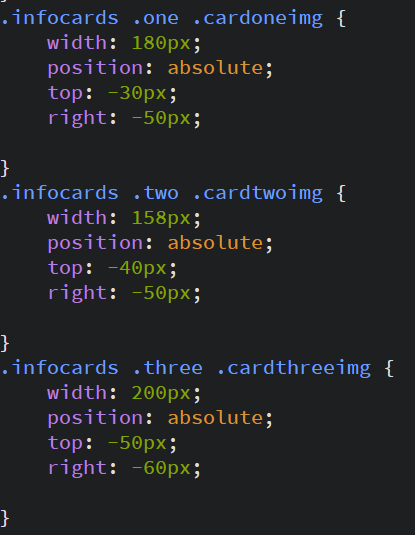 .infocards .one .cardoneimg {
    width: 180px;
    position: absolute;
    top: -30px;
    right: -50px;

}
.infocards .two .cardtwoimg {
    width: 158px;
    position: absolute;
    top: -40px;
    right: -50px;

}
.infocards .three .cardthreeimg {
    width: 200px;
    position: absolute;
    top: -50px;
    right: -60px;

}